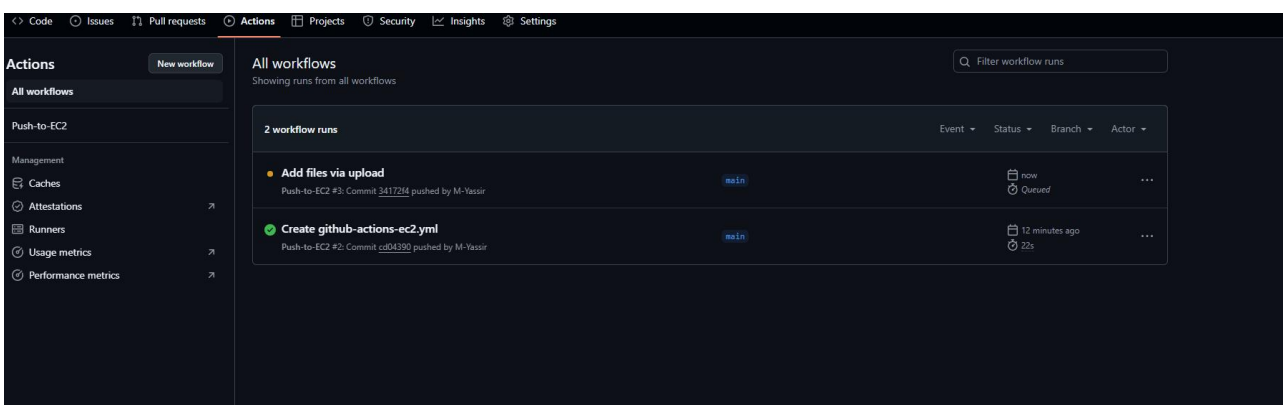 Code Issues Pull requests Actions Projects Security Insights Settings
Actions
New workflow
All workflows
Push-to-EC2
Management
Caches
Attestations
Runners
Usage metrics
Performance metrics
All workflows
Showing runs from all workflows
Filter workflow runs
2 workflow runs
Event Status Branch Actor
Add files via upload
Push-to-EC2 #3: Commit 34172f4 pushed by M-Yassir
main
now
Queued
Create github-actions-ec2.yml
Push-to-EC2 #2: Commit cd04390 pushed by M-Yassir
main
12 minutes ago
22s